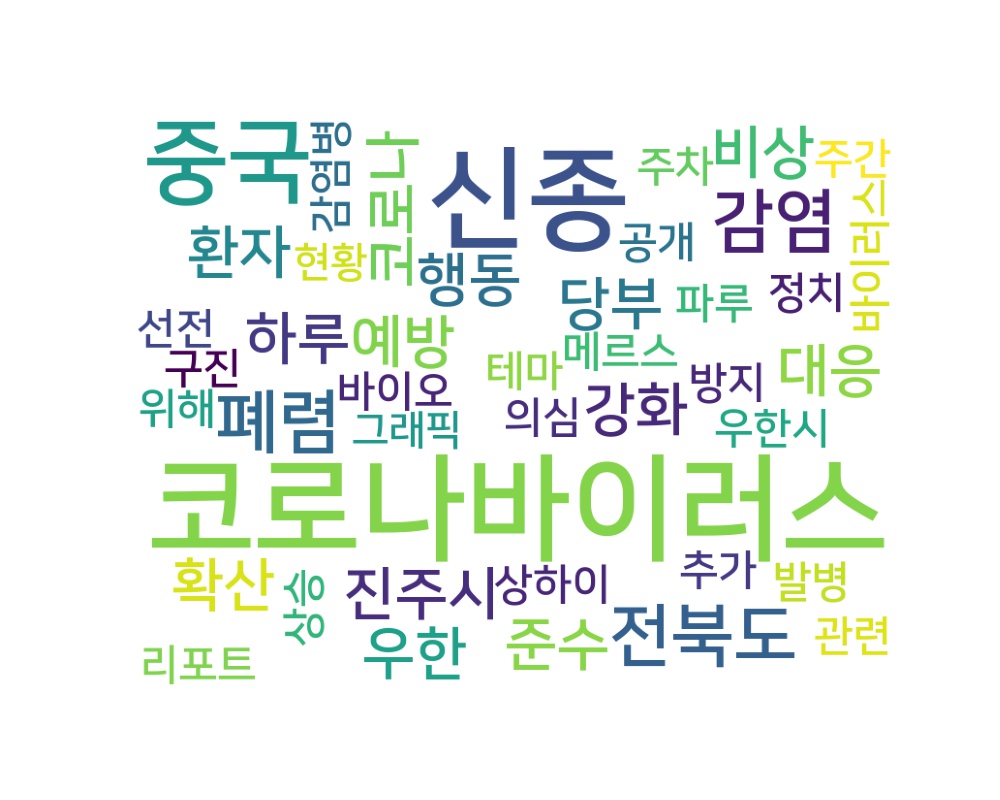 중국
감염병
코로나
신종
주차
비상
주간
감염
바이러스
환자
현황
행동
공개
당부
파루
정치
선전
하루
예방
구진
메르스
테마
대응
위해
폐렴
바이오
그래픽
의심
강화
방지
우한시
코로나바이러스
확산
상승
진주시
상하이
추가
발병
리포트
우한
준수
전북도
관련